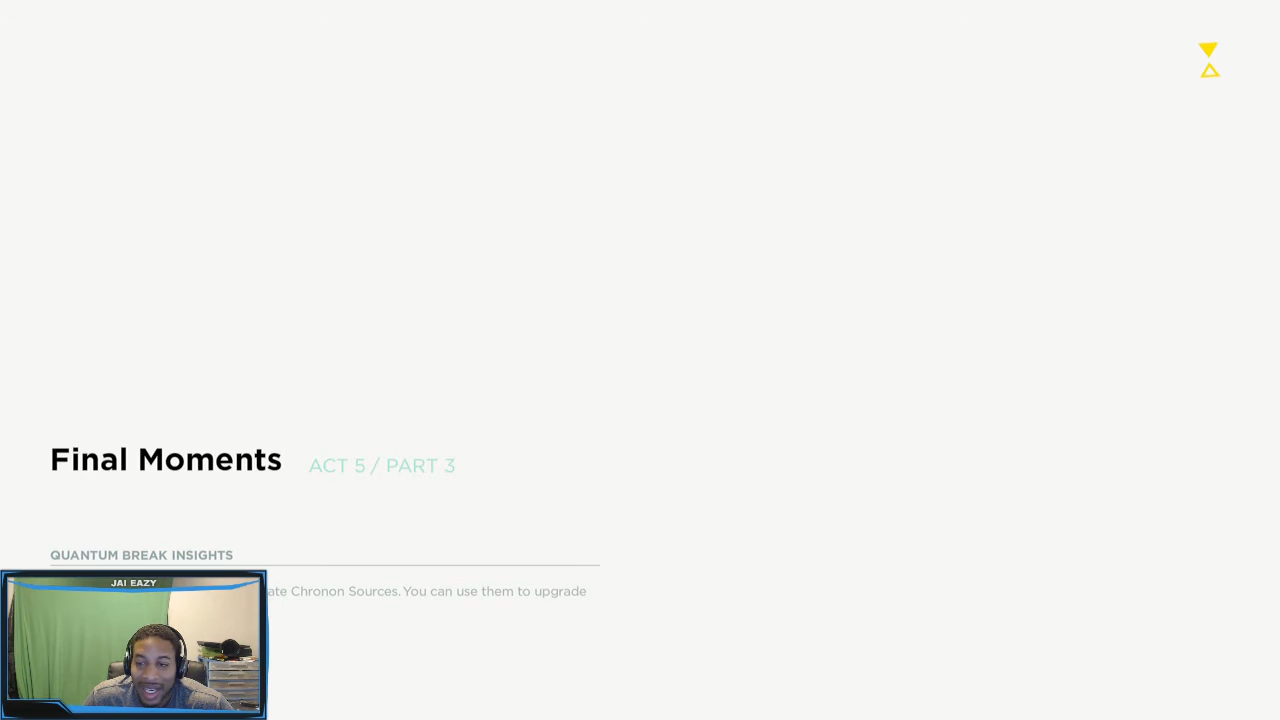 Final Moments ACT 5 / PART 3
QUANTUM BREAK INSIGHTS
ate Chronon Sources. You can use them to upgrade
JAI EAZY